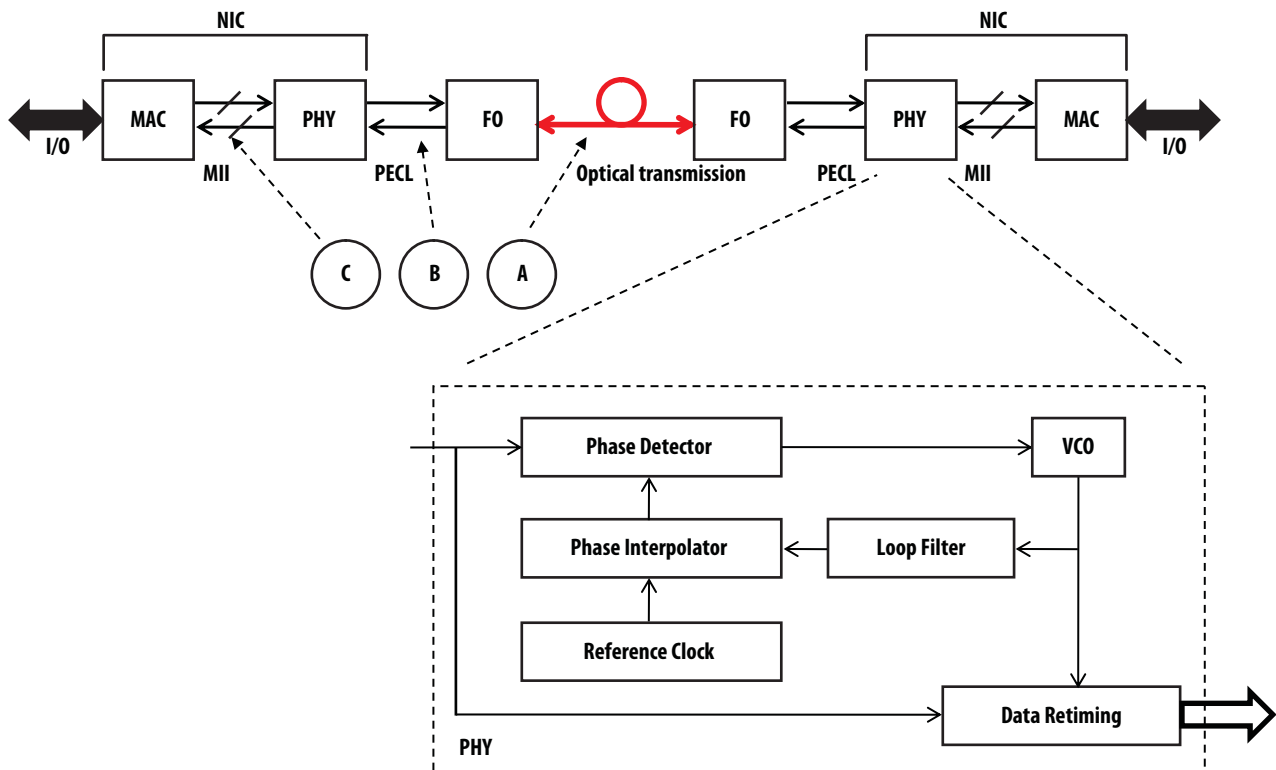 NIC
NIC
MAC
PHY
FO
FO
PHY
MAC
I/O
MII
PECL
Optical transmission
PECL
MII
I/O
C
B
A
Phase Detector
VCO
Phase Interpolator
Loop Filter
Reference Clock
Data Retiming
PHY